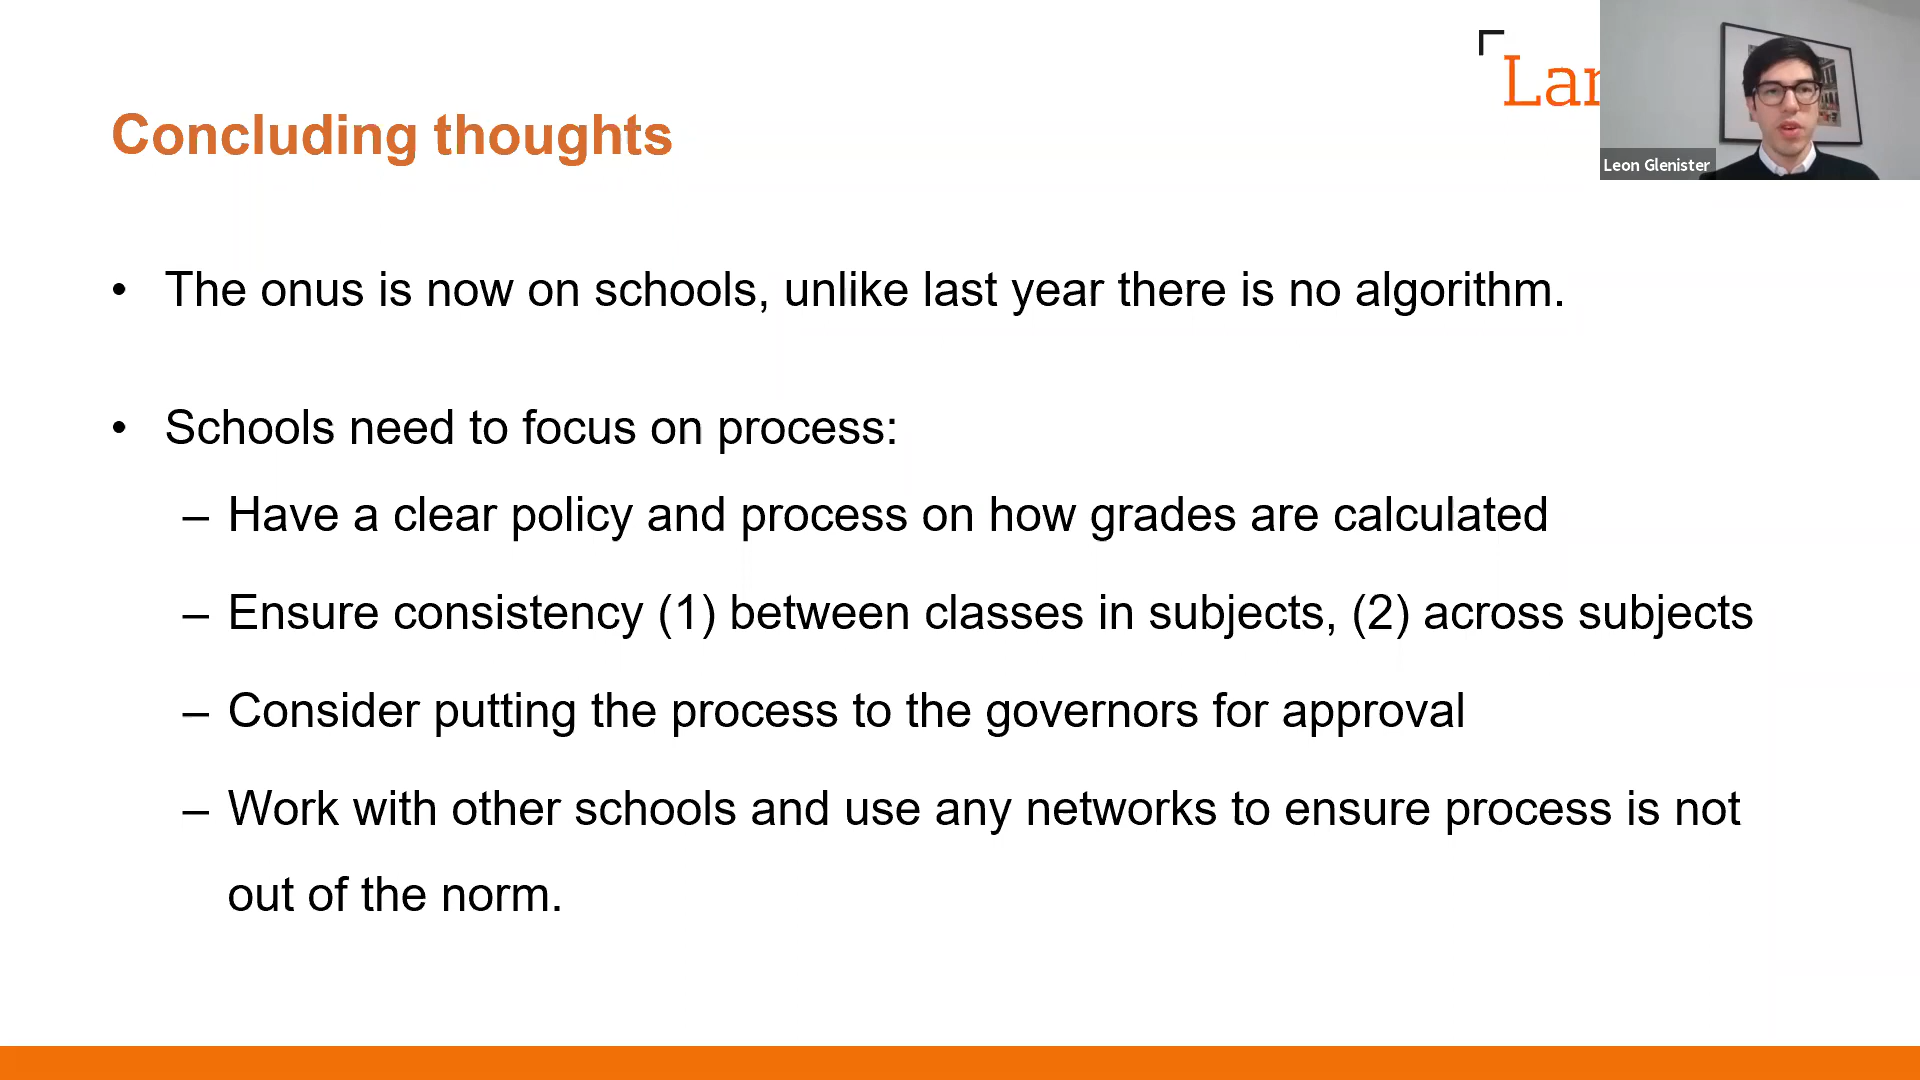 Lar
Concluding thoughts
Leon Glenister
• The onus is now on schools, unlike last year there is no algorithm.
• Schools need to focus on process:
– Have a clear policy and process on how grades are calculated
– Ensure consistency (1) between classes in subjects, (2) across subjects
– Consider putting the process to the governors for approval
– Work with other schools and use any networks to ensure process is not
out of the norm.